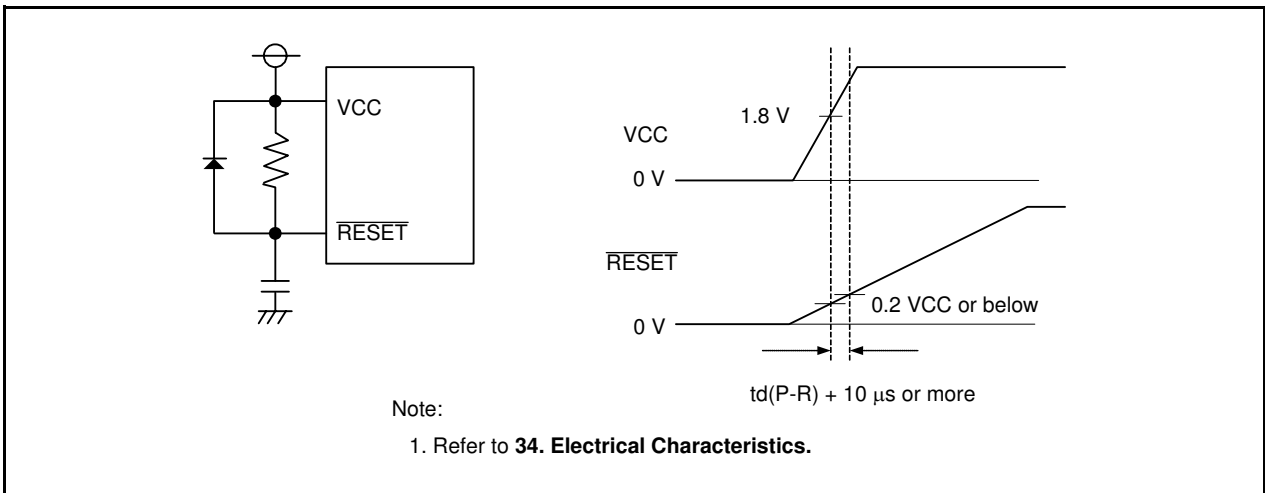 VCC
RESET
1.8 V
VCC
0 V
RESET
0.2 VCC or below
0 V
td(P-R) + 10 μs or more
Note:
1. Refer to 34. Electrical Characteristics.